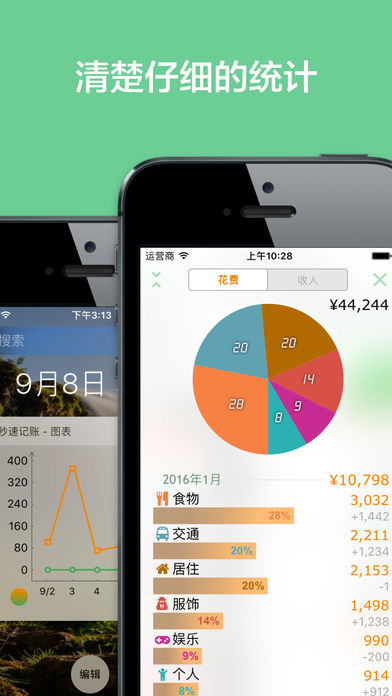 清楚仔细的统计
运营商 上午10:28
花费 收入
¥44,244
20 20
14
28 9
8
2016年1月 ¥10,798
食物 3,032
28% +1,442
交通 2,211
20% +1,234
居住 2,153
20% -1
服饰 1,498
14% +1,238
娱乐 990
9% -200
个人 914
8% +912
下午3:13
搜索
9月8日
秒速记账 - 图表
400
320
240
160
80
0
9/2 3 4
编辑